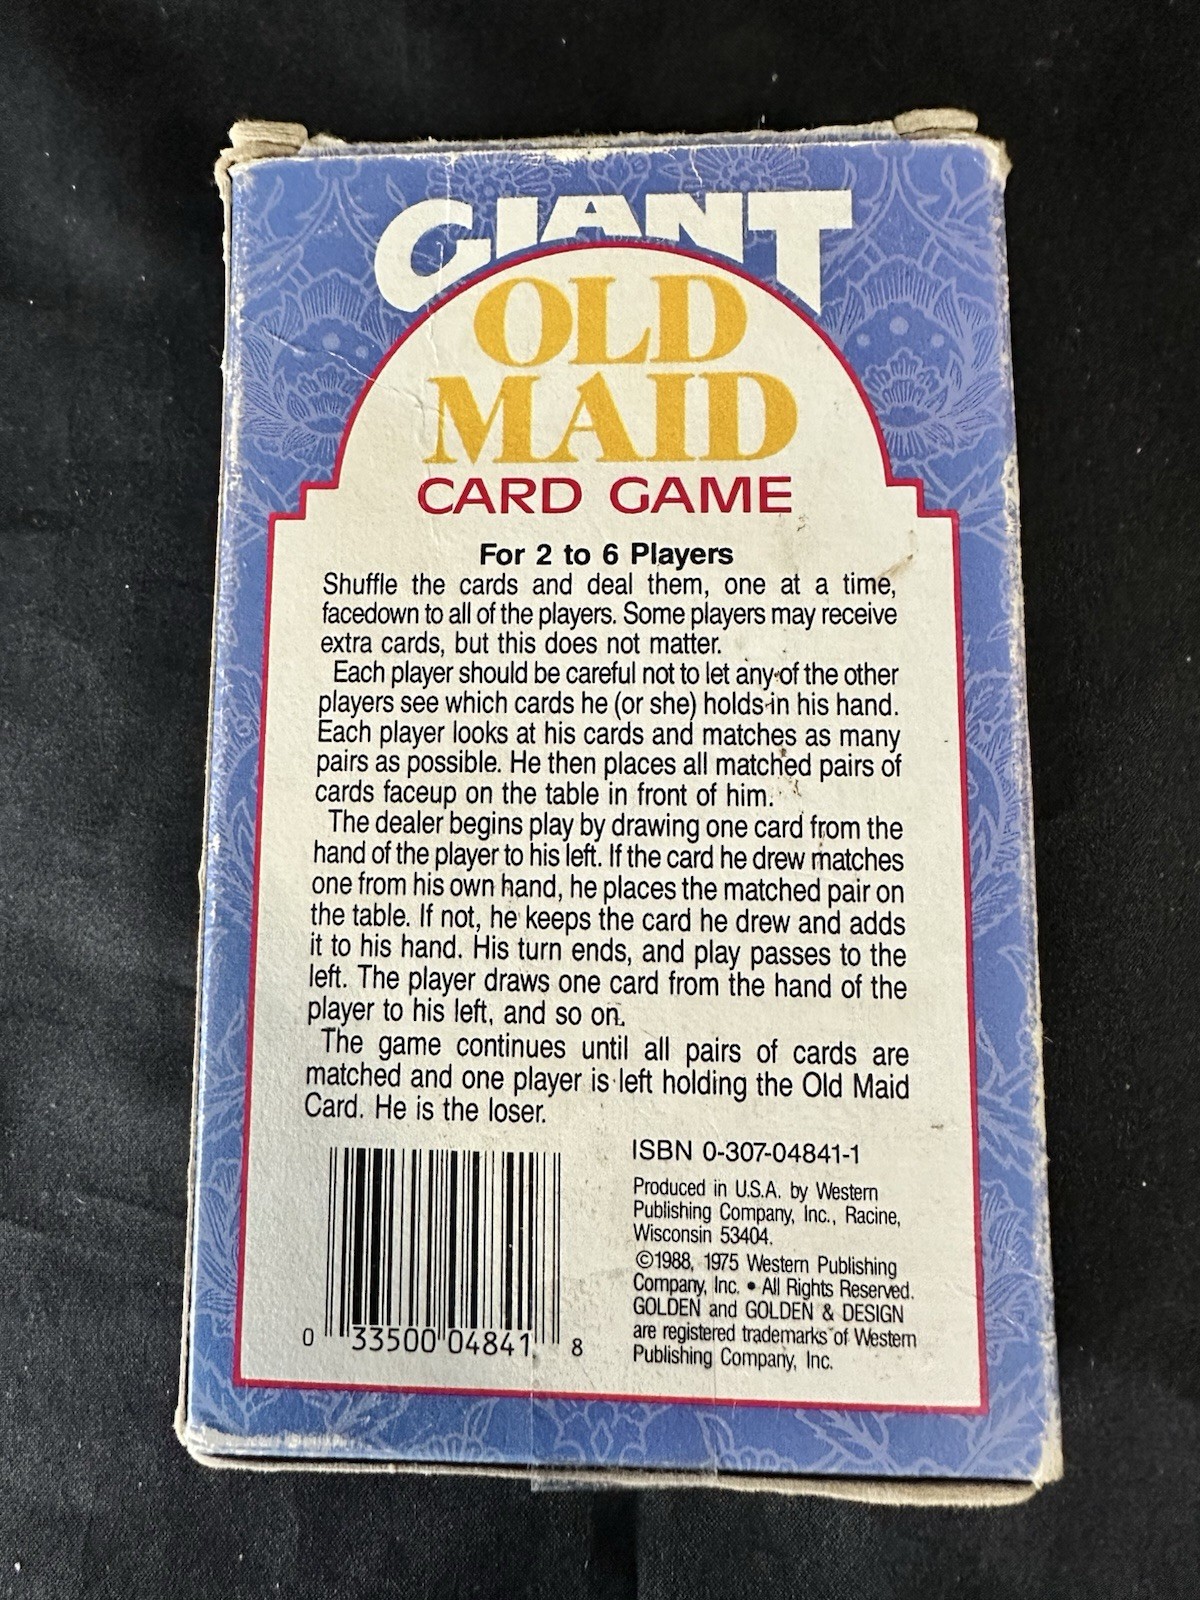 GIANT
OLD
MAID
CARD GAME
For 2 to 6 Players
Shuffle the cards and deal them, one at a time,
facedown to all of the players. Some players may receive
extra cards, but this does not matter.
Each player should be careful not to let any of the other
players see which cards he (or she) holds in his hand.
Each player looks at his cards and matches as many
pairs as possible. He then places all matched pairs of
cards faceup on the table in front of him.
The dealer begins play by drawing one card from the
hand of the player to his left. If the card he drew matches
one from his own hand, he places the matched pair on
the table. If not, he keeps the card he drew and adds
it to his hand. His turn ends, and play passes to the
left. The player draws one card from the hand of the
player to his left, and so on.
The game continues until all pairs of cards are
matched and one player is left holding the Old Maid
Card. He is the loser.
ISBN 0-307-04841-1
Produced in U.S.A. by Western
Publishing Company, Inc., Racine,
Wisconsin 53404.
©1988, 1975 Western Publishing
Company, Inc. • All Rights Reserved.
GOLDEN and GOLDEN & DESIGN
are registered trademarks of Western
Publishing Company, Inc.
0 33500 04841 8